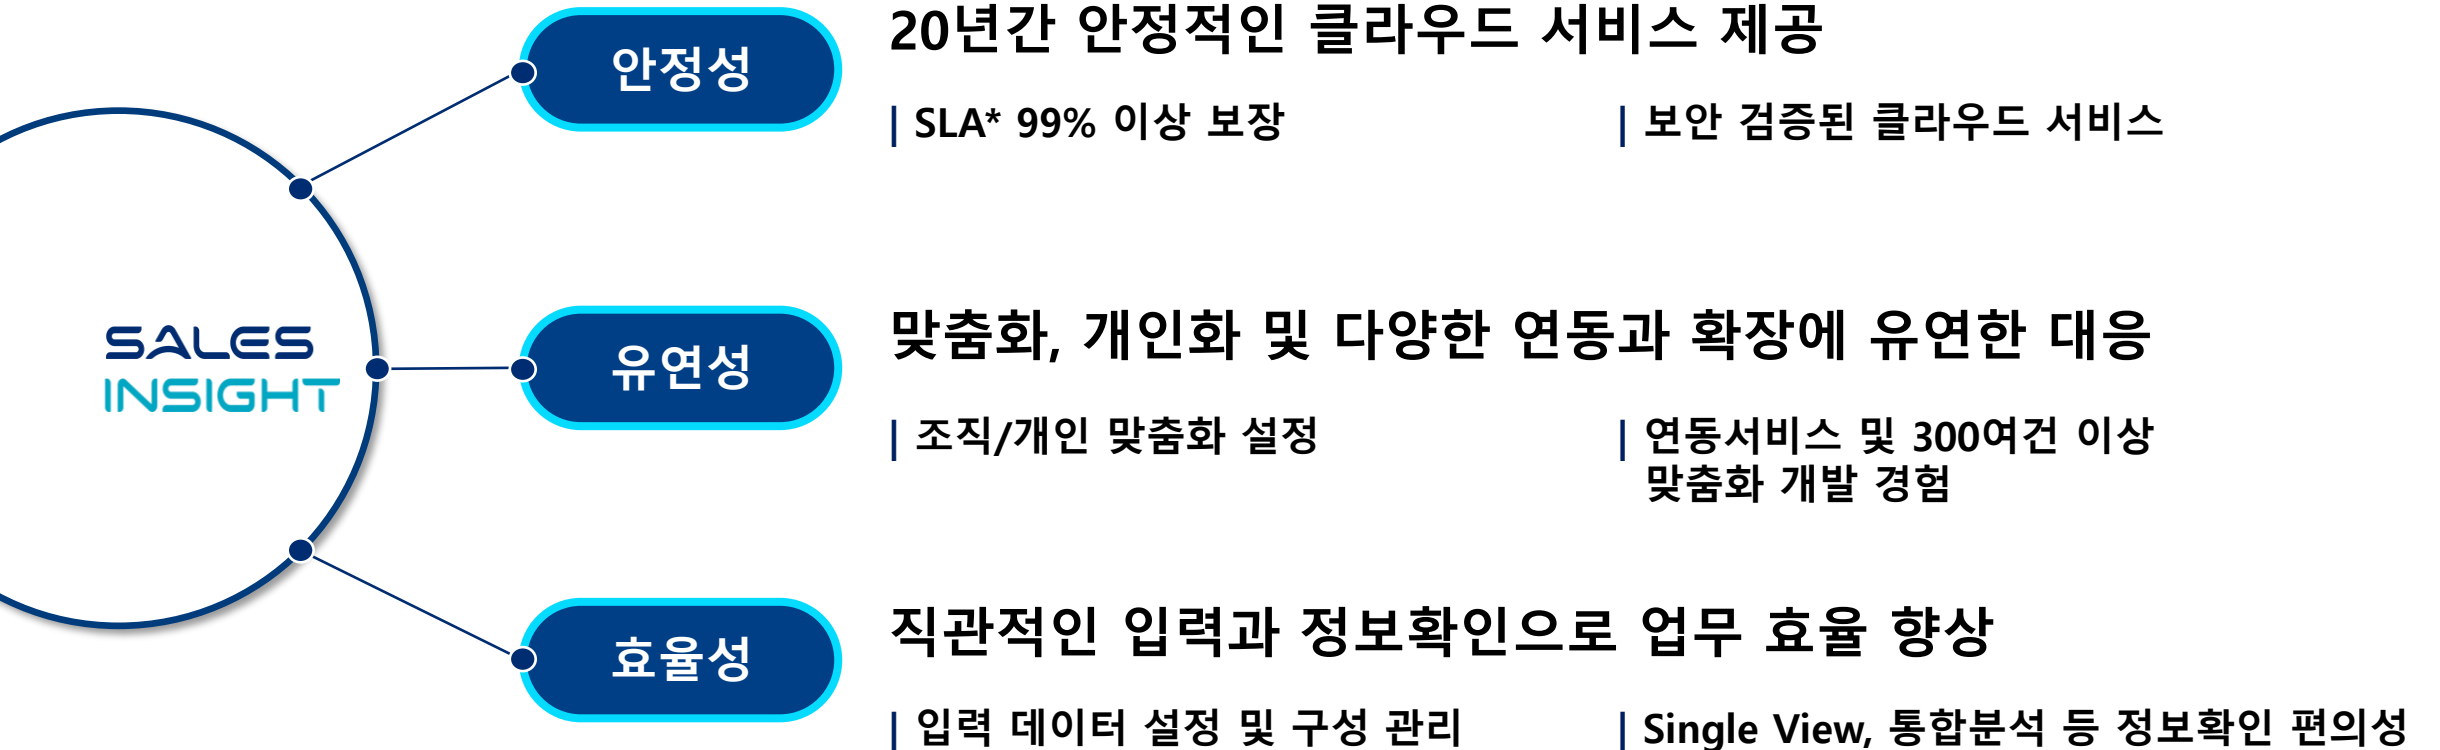 SALES
INSIGHT
안정성
20년간 안정적인 클라우드 서비스 제공
| SLA* 99% 이상 보장
| 보안 검증된 클라우드 서비스
유연성
맞춤화, 개인화 및 다양한 연동과 확장에 유연한 대응
| 조직/개인 맞춤화 설정
| 연동서비스 및 300여건 이상
맞춤화 개발 경험
효율성
직관적인 입력과 정보확인으로 업무 효율 향상
| 입력 데이터 설정 및 구성 관리
| Single View, 통합분석 등 정보확인 편의성